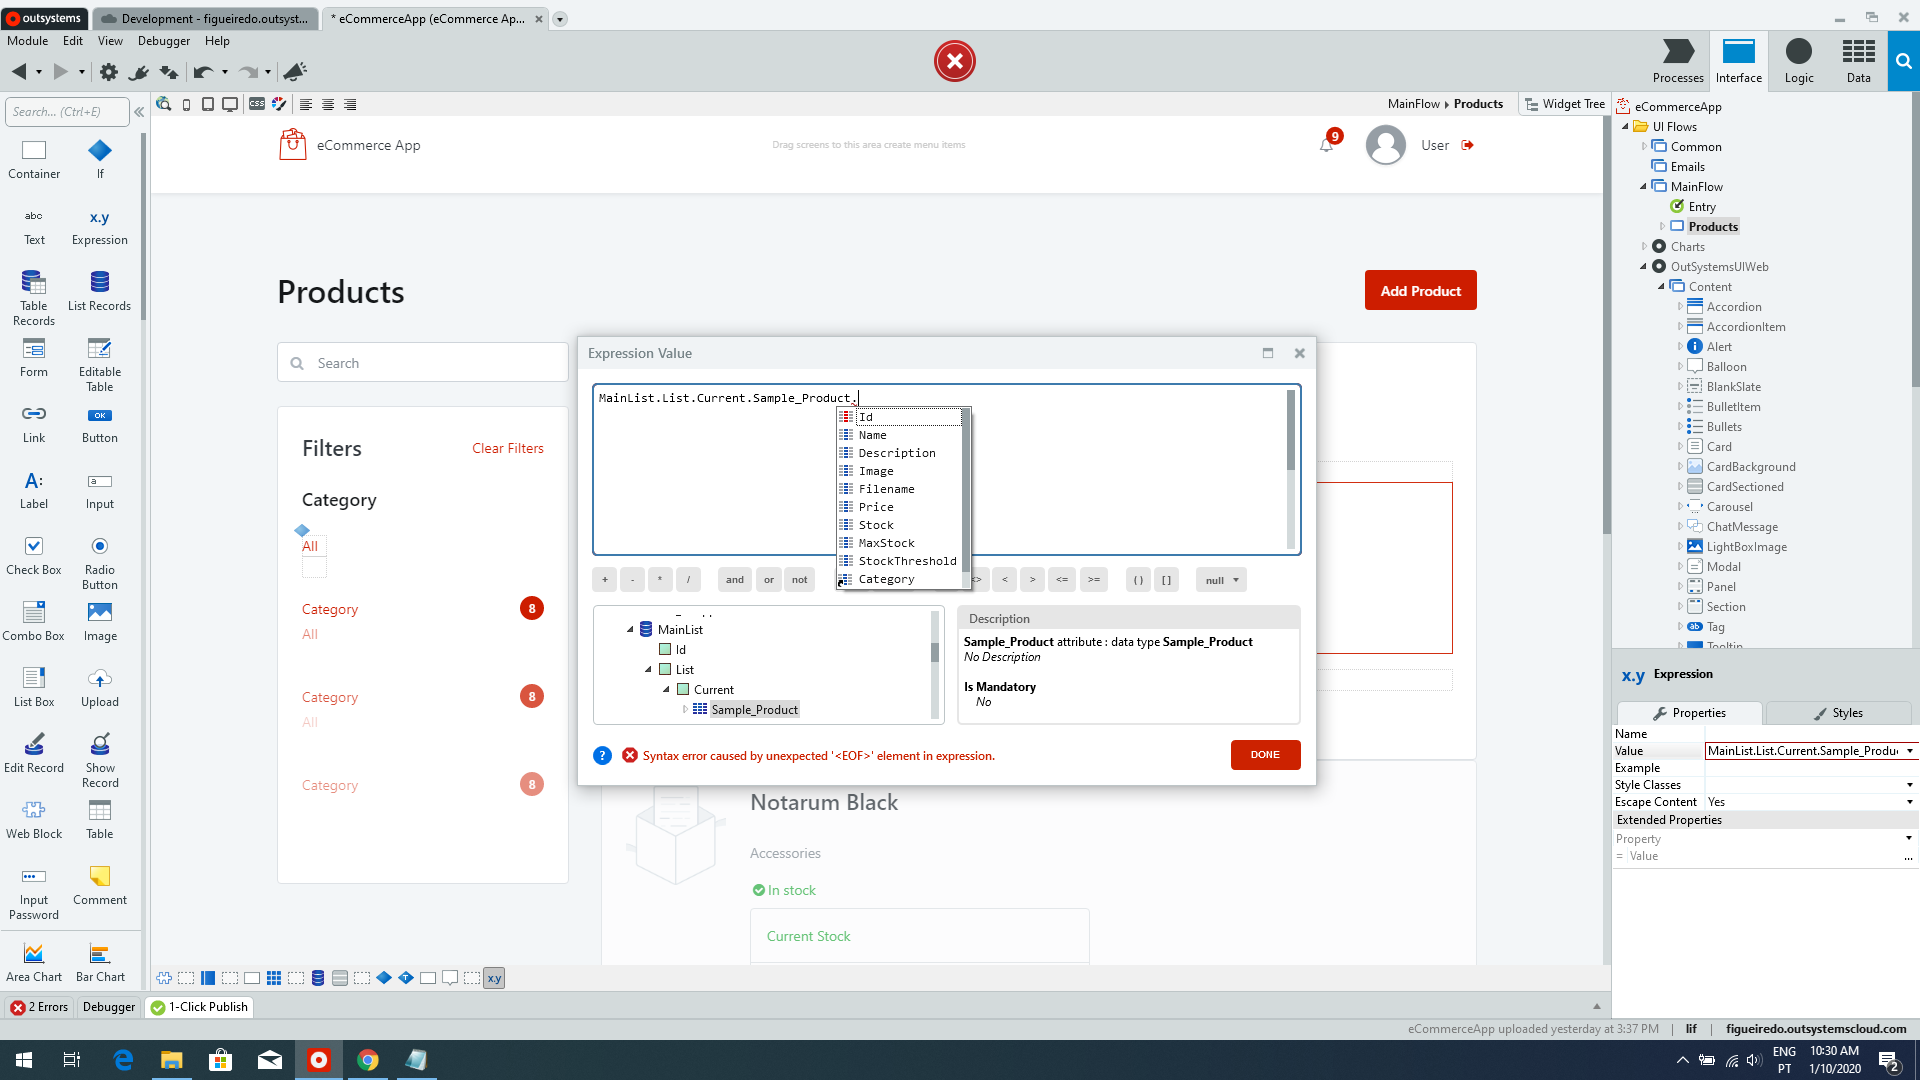 outsystems
Development - figueiredo.outsyst...
* eCommerceApp (eCommerce Ap...
Module Edit View Debugger Help
Processes Interface Logic Data
Search... (Ctrl+E)
css
MainFlow Products
Widget Tree
Container If
abc x.y
Text Expression
Table Records List Records
Form Editable Table
OK
Link Button
A:
Label Input
Check Box Radio Button
Combo Box Image
List Box Upload
Edit Record Show Record
Web Block Table
Input Password Comment
Area Chart Bar Chart
eCommerce App
Drag screens to this area create menu items
9
User
Products
Add Product
Search
Filters
Clear Filters
Category
All
Category 8
All
Category 8
All
Category 8
Expression Value
MainList.List.Current.Sample_Product.
Id
Name
Description
Image
Filename
Price
Stock
MaxStock
StockThreshold
Category
+ - * / and or not <> < > <= >= ( ) [ ] null
MainList
Id
List
Current
Sample_Product
Description
Sample_Product attribute : data type Sample_Product
No Description
Is Mandatory
No
? Syntax error caused by unexpected '<EOF>' element in expression.
DONE
Notarum Black
Accessories
In stock
Current Stock
eCommerceApp
UI Flows
Common
Emails
MainFlow
Entry
Products
Charts
OutSystemsUIWeb
Content
Accordion
AccordionItem
Alert
Balloon
BlankSlate
BulletItem
Bullets
Card
CardBackground
CardSectioned
Carousel
ChatMessage
LightBoxImage
Modal
Panel
Section
Tag
Tooltip
x.y Expression
Properties Styles
Name
Value MainList.List.Current.Sample_Produc
Example
Style Classes
Escape Content Yes
Extended Properties
Property
= Value ...
x.y
2 Errors Debugger 1-Click Publish
eCommerceApp uploaded yesterday at 3:37 PM | lif | figueiredo.outsystemscloud.com
ENG
PT
10:30 AM
1/10/2020
2